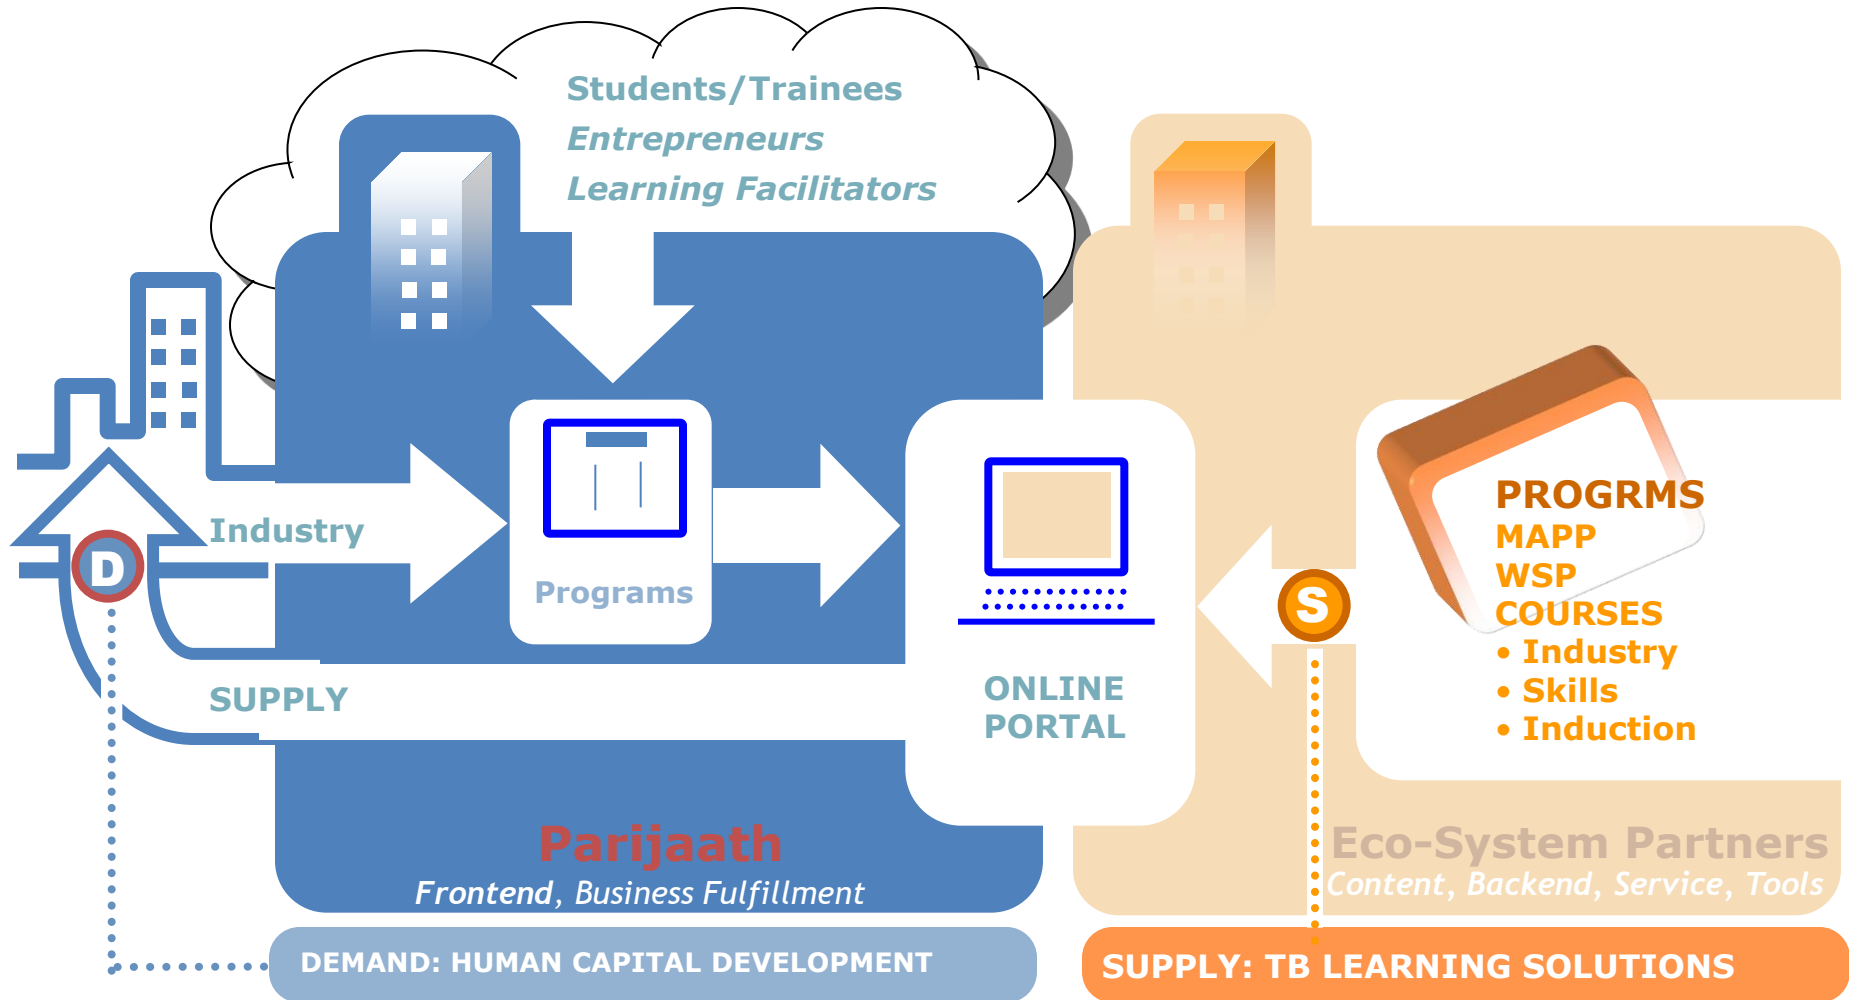 Students/Trainees
Entrepreneurs
Learning Facilitators
Industry
D
Programs
SUPPLY
ONLINE
PORTAL
S
PROGRMS
MAPP
WSP
COURSES
• Industry
• Skills
• Induction
Parijaath
Frontend, Business Fulfillment
Eco-System Partners
Content, Backend, Service, Tools
DEMAND: HUMAN CAPITAL DEVELOPMENT
SUPPLY: TB LEARNING SOLUTIONS